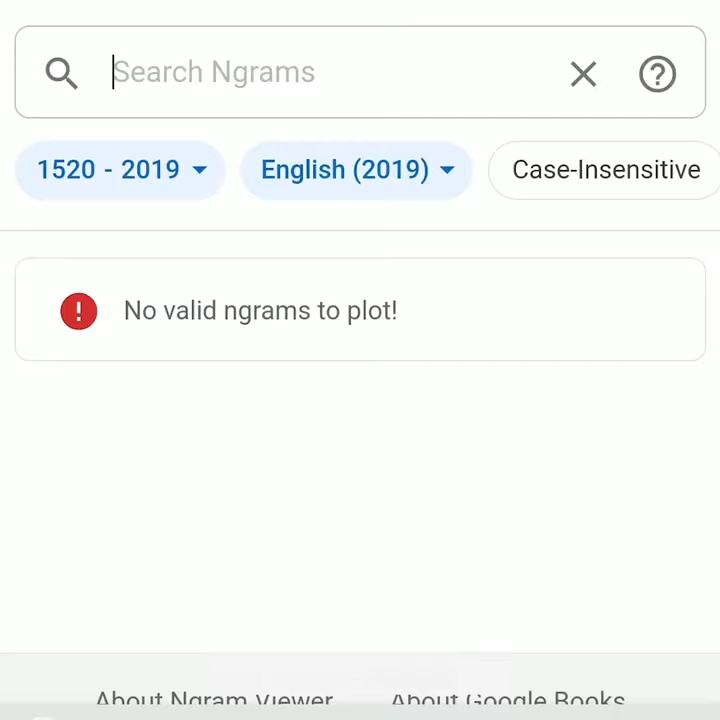 Search Ngrams
1520 - 2019 English (2019) Case-Insensitive
No valid ngrams to plot!
About Ngram Viewer About Google Books